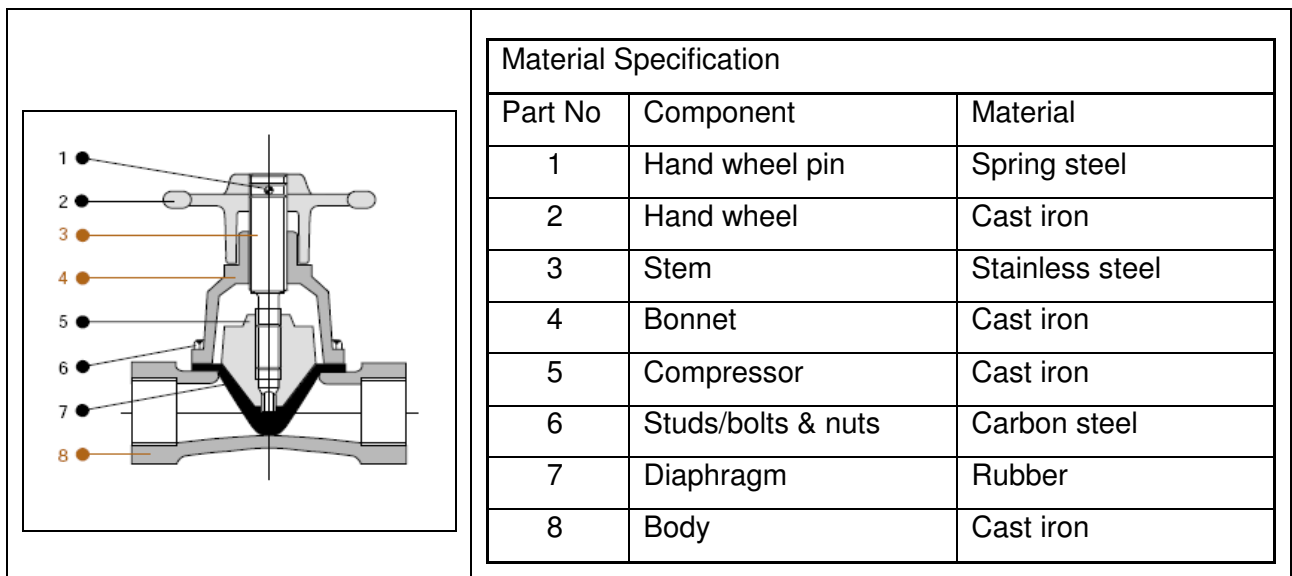 1
2
3
4
5
6
7
8
Material Specification
Part No Component Material
1 Hand wheel pin Spring steel
2 Hand wheel Cast iron
3 Stem Stainless steel
4 Bonnet Cast iron
5 Compressor Cast iron
6 Studs/bolts & nuts Carbon steel
7 Diaphragm Rubber
8 Body Cast iron